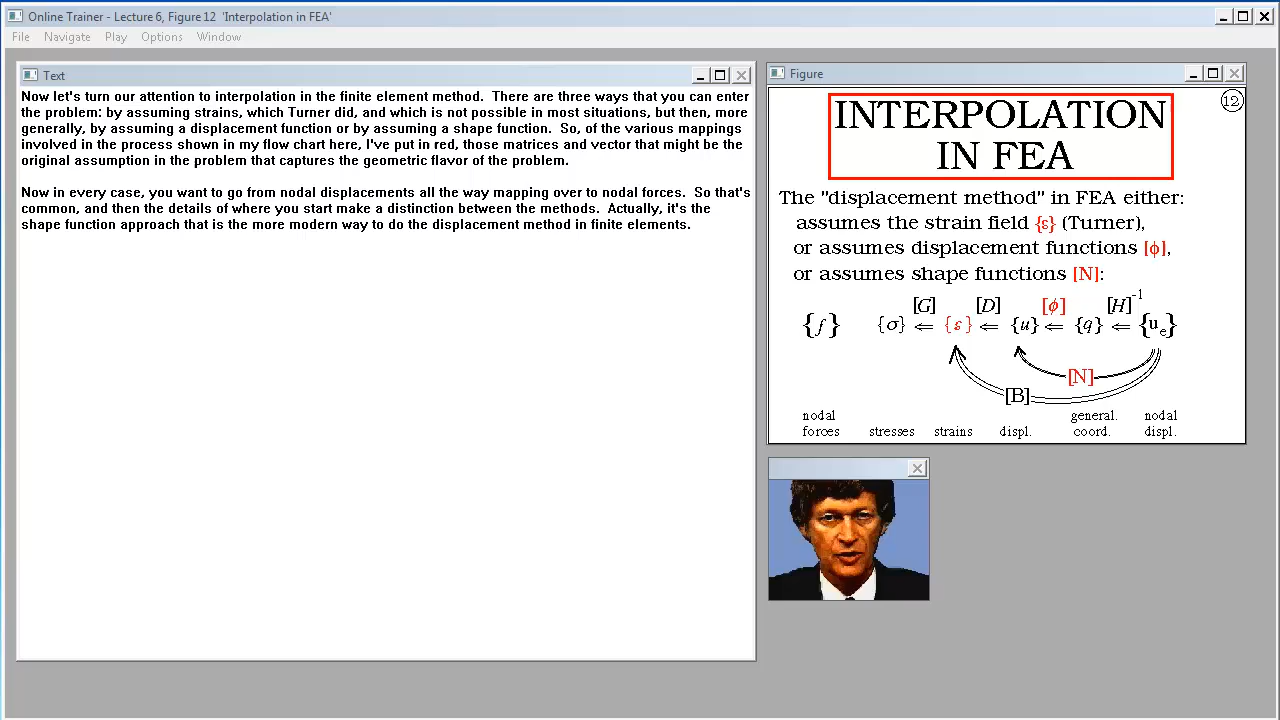 Online Trainer - Lecture 6, Figure 12 'Interpolation in FEA'
File Navigate Play Options Window
Text
Now let's turn our attention to interpolation in the finite element method. There are three ways that you can enter
the problem: by assuming strains, which Turner did, and which is not possible in most situations, but then, more
generally, by assuming a displacement function or by assuming a shape function. So, of the various mappings
involved in the process shown in my flow chart here, I've put in red, those matrices and vector that might be the
original assumption in the problem that captures the geometric flavor of the problem.
Now in every case, you want to go from nodal displacements all the way mapping over to nodal forces. So that's
common, and then the details of where you start make a distinction between the methods. Actually, it's the
shape function approach that is the more modern way to do the displacement method in finite elements.
Figure
12
INTERPOLATION
IN FEA
The "displacement method" in FEA either:
assumes the strain field {ε} (Turner),
or assumes displacement functions [ϕ],
or assumes shape functions [N]:
[G] [D] [ϕ] [H]⁻¹
{f} {σ} ⇐ {ε} ⇐ {u} ⇐ {q} ⇐ {uₑ}
[N]
[B]
nodal general. nodal
forces stresses strains displ. coord. displ.